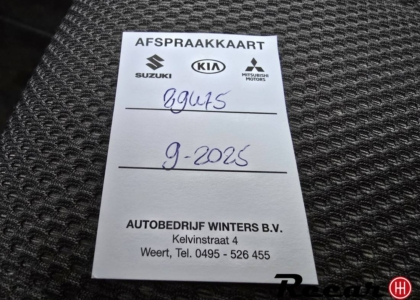 AFSPRAAKKAART
SUZUKI KIA MITSUBISHI MOTORS
89475
9-2025
AUTOBEDRIJF WINTERS B.V.
Kelvinstraat 4
Weert, Tel. 0495 - 526 455